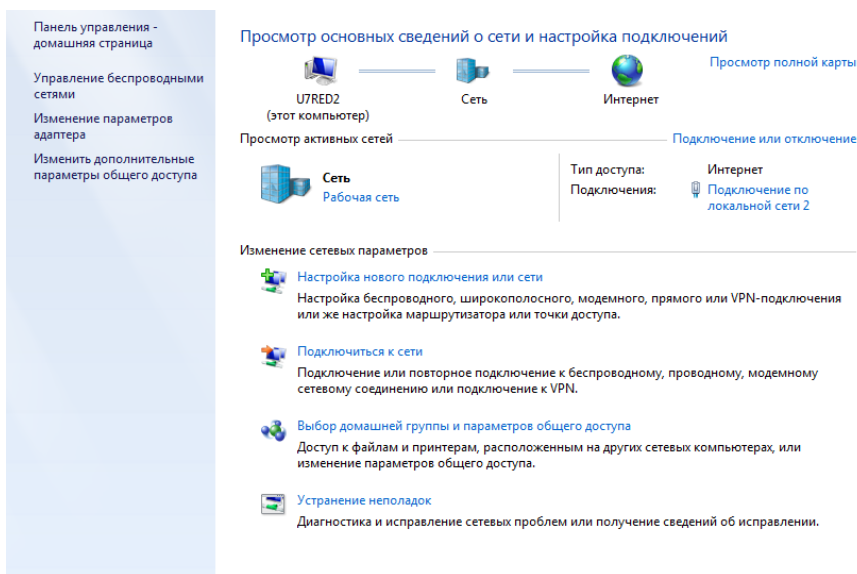 Панель управления -
домашняя страница
Управление беспроводными
сетями
Изменение параметров
адаптера
Изменить дополнительные
параметры общего доступа
Просмотр основных сведений о сети и настройка подключений
Просмотр полной карты
U7RED2
(этот компьютер)
Сеть
Интернет
Просмотр активных сетей
Подключение или отключение
Сеть
Рабочая сеть
Тип доступа: Интернет
Подключения: Подключение по
локальной сети 2
Изменение сетевых параметров
Настройка нового подключения или сети
Настройка беспроводного, широкополосного, модемного, прямого или VPN-подключения
или же настройка маршрутизатора или точки доступа.
Подключиться к сети
Подключение или повторное подключение к беспроводному, проводному, модемному
сетевому соединению или подключение к VPN.
Выбор домашней группы и параметров общего доступа
Доступ к файлам и принтерам, расположенным на других сетевых компьютерах, или
изменение параметров общего доступа.
Устранение неполадок
Диагностика и исправление сетевых проблем или получение сведений об исправлении.